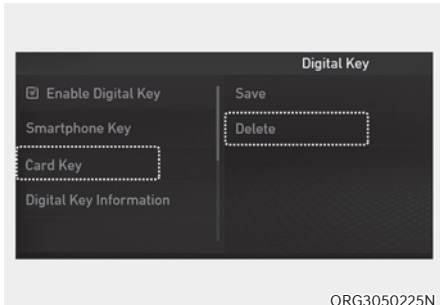 Digital Key
Enable Digital Key
Save
Smartphone Key
Delete
Card Key
Digital Key Information
ORG3050225N